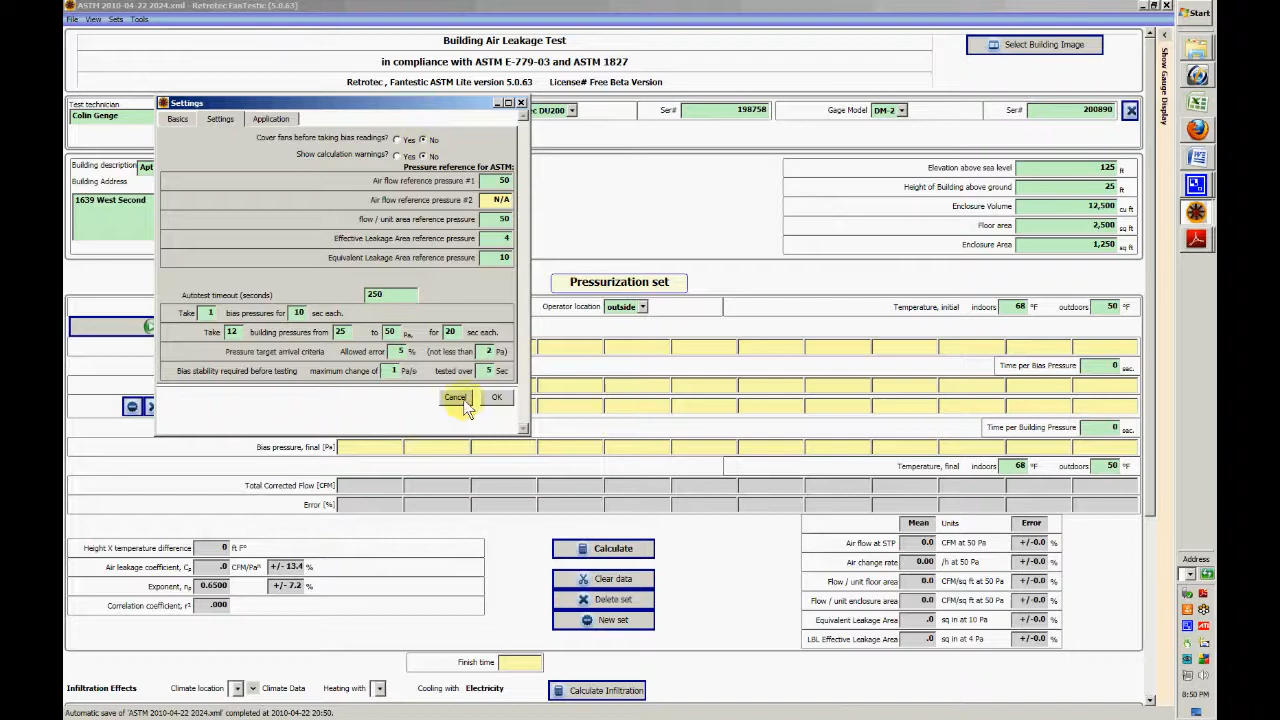 ASTM 2010-04-22 2024.xml - Retrotec FanTestic (5.0.63)
File View Sets Tools
Start
Building Air Leakage Test
Select Building Image
in compliance with ASTM E-779-03 and ASTM 1827
Retrotec , Fantestic ASTM Lite version 5.0.63 License# Free Beta Version
Show Gauge Display
Test technician
Colin Genge
ec DU200 Ser# 198758 Gage Model DM-2 Ser# 200890
Settings
Basics Settings Application
Cover fans before taking bias readings? Yes No
Show calculation warnings? Yes No
Pressure reference for ASTM:
Air flow reference pressure #1 50
Air flow reference pressure #2 N/A
flow / unit area reference pressure 50
Effective Leakage Area reference pressure 4
Equivalent Leakage Area reference pressure 10
Autotest timeout (seconds) 250
Take 1 bias pressures for 10 sec each.
Take 12 building pressures from 25 to 50 Pa, for 20 sec each.
Pressure target arrival criteria Allowed error 5 % (not less than 2 Pa)
Bias stability required before testing maximum change of 1 Pa/s tested over 5 Sec
Cancel OK
Building description Apt
Building Address
1639 West Second
Elevation above sea level 125 ft
Height of Building above ground 25 ft
Enclosure Volume 12,500 cu ft
Floor area 2,500 sq ft
Enclosure Area 1,250 sq ft
Pressurization set
Operator location outside Temperature, initial indoors 68 °F outdoors 50 °F
Time per Bias Pressure 0 sec.
Time per Building Pressure 0 sec.
Bias pressure, final [Pa]
Temperature, final indoors 68 °F outdoors 50 °F
Total Corrected Flow [CFM]
Error [%]
Height X temperature difference 0 ft F°
Air leakage coefficient, Co .0 CFM/Paⁿ +/- 13.4 %
Exponent, no 0.6500 +/- 7.2 %
Correlation coefficient, r² .000
Calculate
Clear data
Delete set
New set
Mean Units Error
Air flow at STP 0.0 CFM at 50 Pa +/-0.0 %
Air change rate 0.00 /h at 50 Pa +/-0.0 %
Flow / unit floor area 0.0 CFM/sq ft at 50 Pa +/-0.0 %
Flow / unit enclosure area 0.0 CFM/sq ft at 50 Pa +/-0.0 %
Equivalent Leakage Area .0 sq in at 10 Pa +/-0.0 %
LBL Effective Leakage Area .0 sq in at 4 Pa +/-0.0 %
Finish time
Infiltration Effects Climate location Climate Data Heating with Cooling with Electricity Calculate Infiltration
Automatic save of 'ASTM 2010-04-22 2024.xml' completed at 2010-04-22 20:50.
Address
ATI
8:50 PM